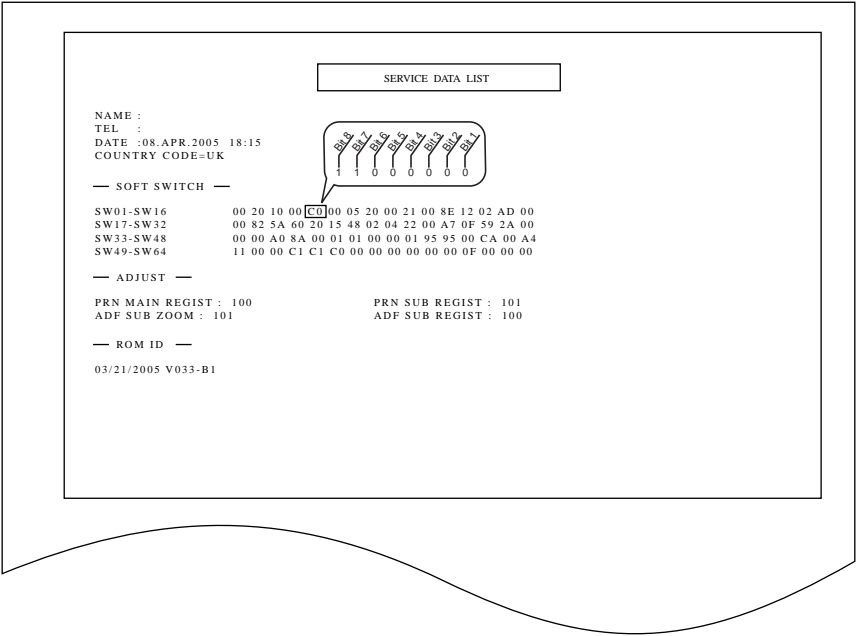 SERVICE DATA LIST
NAME :
TEL :
DATE :08.APR.2005 18:15
COUNTRY CODE=UK
Bit 8 Bit 7 Bit 6 Bit 5 Bit 4 Bit 3 Bit 2 Bit 1
1 1 0 0 0 0 0 0
SOFT SWITCH
SW01-SW16 00 20 10 00 C0 00 05 20 00 21 00 8E 12 02 AD 00
SW17-SW32 00 82 5A 60 20 15 48 02 04 22 00 A7 0F 59 2A 00
SW33-SW48 00 00 A0 8A 00 01 01 00 00 01 95 95 00 CA 00 A4
SW49-SW64 11 00 00 C1 C1 C0 00 00 00 00 00 00 0F 00 00 00
ADJUST
PRN MAIN REGIST : 100 PRN SUB REGIST : 101
ADF SUB ZOOM : 101 ADF SUB REGIST : 100
ROM ID
03/21/2005 V033-B1